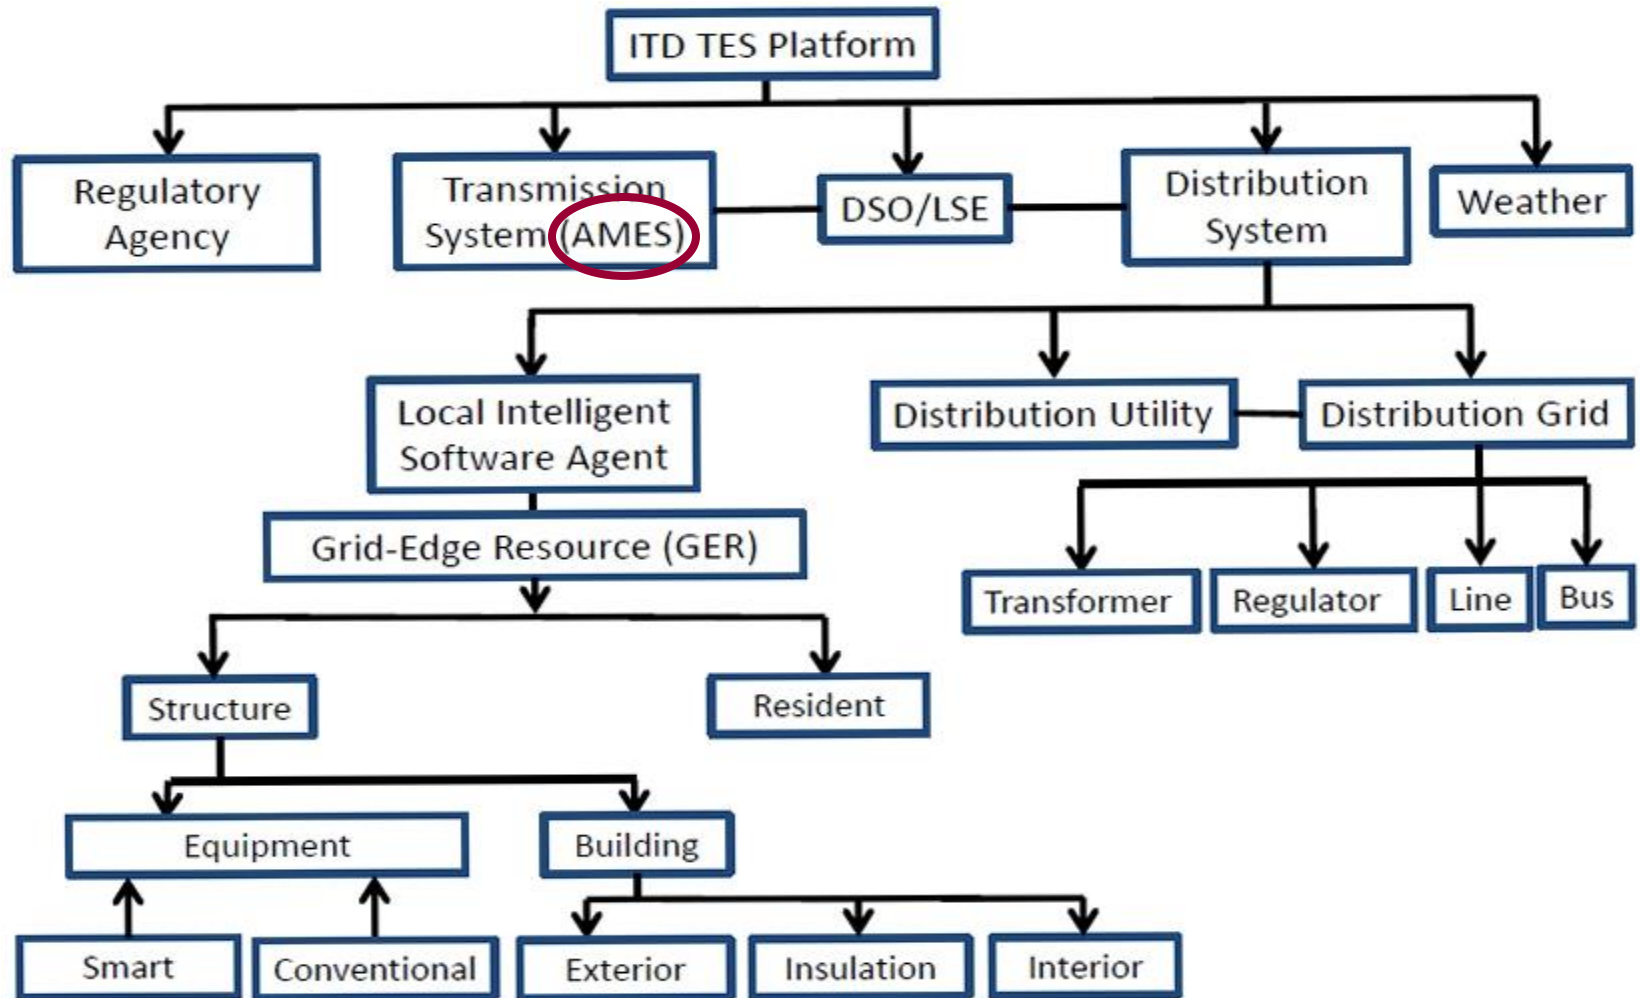 ITD TES Platform
Regulatory
Agency
Transmission
System (AMES)
DSO/LSE
Distribution
System
Weather
Local Intelligent
Software Agent
Distribution Utility
Distribution Grid
Grid-Edge Resource (GER)
Transformer
Regulator
Line
Bus
Structure
Resident
Equipment
Building
Smart
Conventional
Exterior
Insulation
Interior